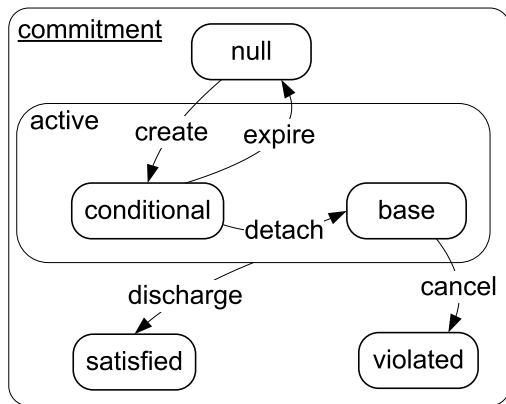 commitment
null
active
create
expire
conditional
base
detach
discharge
cancel
satisfied
violated